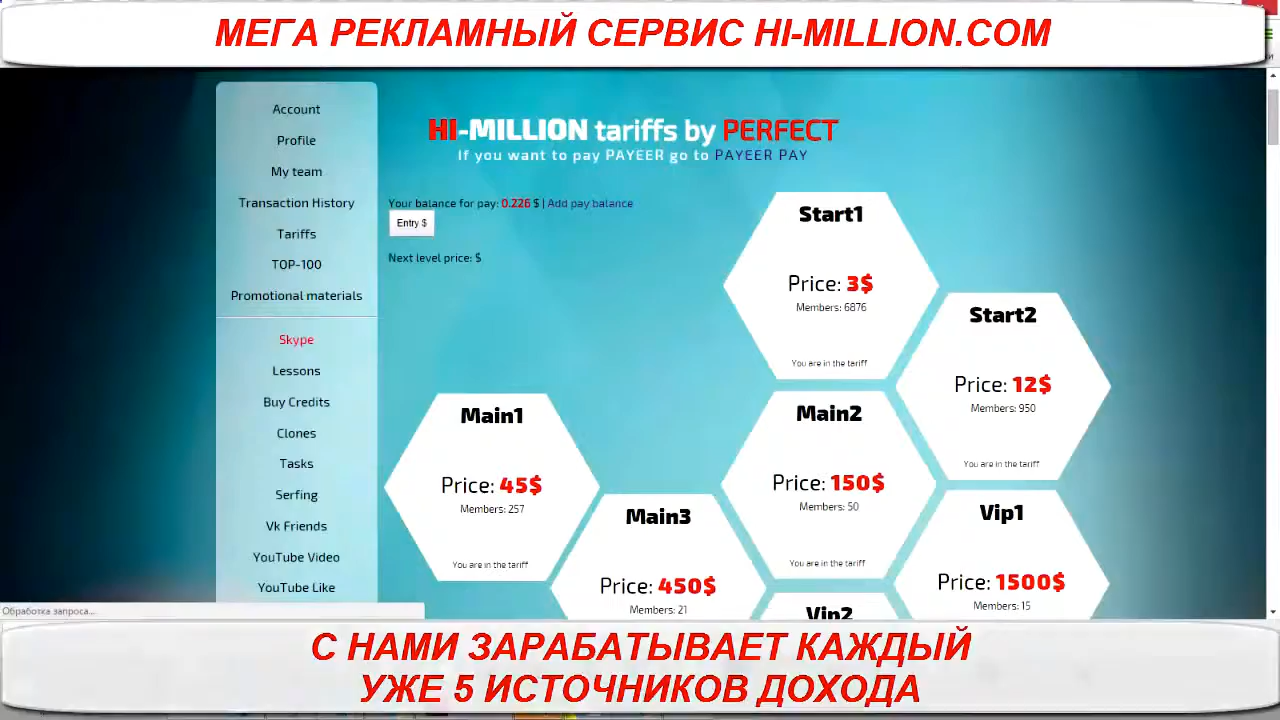 МЕГА РЕКЛАМНЫЙ СЕРВИС HI-MILLION.COM
Account
Profile
My team
Transaction History
Tariffs
TOP-100
Promotional materials
Skype
Lessons
Buy Credits
Clones
Tasks
Serfing
Vk Friends
YouTube Video
YouTube Like
HI-MILLION tariffs by PERFECT
If you want to pay PAYEER go to PAYEER PAY
Your balance for pay: 0.226 $ | Add pay balance
Entry $
Next level price: $
Start1
Price: 3$
Members: 6876
You are in the tariff
Start2
Price: 12$
Members: 950
You are in the tariff
Main1
Price: 45$
Members: 257
You are in the tariff
Main2
Price: 150$
Members: 50
You are in the tariff
Main3
Price: 450$
Members: 21
Vip1
Price: 1500$
Members: 15
Vip2
Обработка запроса...
С НАМИ ЗАРАБАТЫВАЕТ КАЖДЫЙ
УЖЕ 5 ИСТОЧНИКОВ ДОХОДА